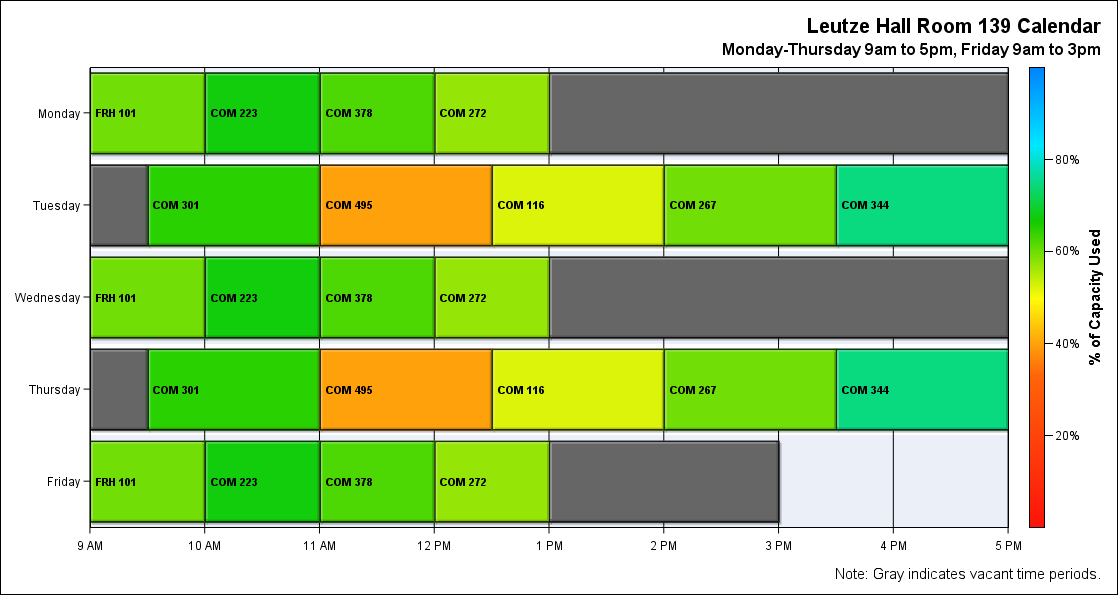 Leutze Hall Room 139 Calendar
Monday-Thursday 9am to 5pm, Friday 9am to 3pm
Monday
FRH 101 COM 223 COM 378 COM 272
Tuesday
COM 301 COM 495 COM 116 COM 267 COM 344
Wednesday
FRH 101 COM 223 COM 378 COM 272
Thursday
COM 301 COM 495 COM 116 COM 267 COM 344
Friday
FRH 101 COM 223 COM 378 COM 272
9 AM 10 AM 11 AM 12 PM 1 PM 2 PM 3 PM 4 PM 5 PM
80%
60%
40%
20%
% of Capacity Used
Note: Gray indicates vacant time periods.